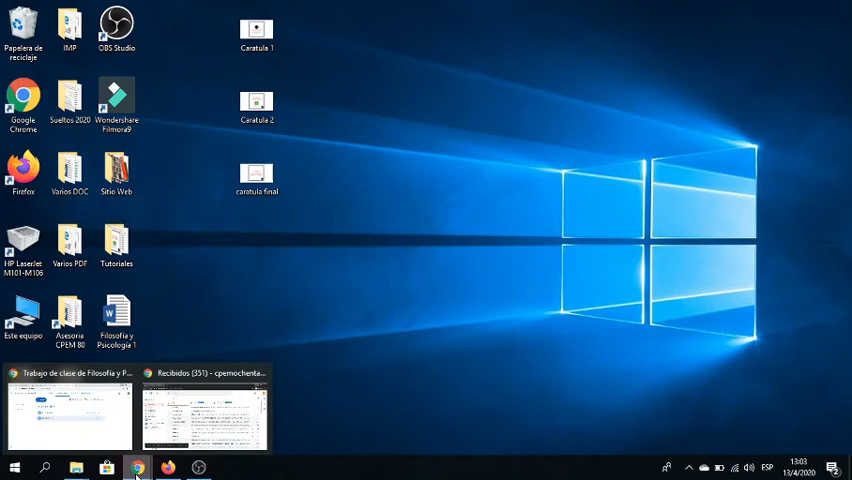 Papelera de
reciclaje
IMP
OBS Studio
Caratula 1
Google
Chrome
Sueltos 2020
Wondershare
Filmora9
Caratula 2
Firefox
Varios DOC
Sitio Web
caratula final
HP LaserJet
M101-M106
Varios PDF
Tutoriales
Este equipo
Asesoria
CPEM 80
Filosofía y
Psicología 1
Trabajo de clase de Filosofía y P...
Recibidos (351) - cpemochenta...
ESP
13:03
13/4/2020
2